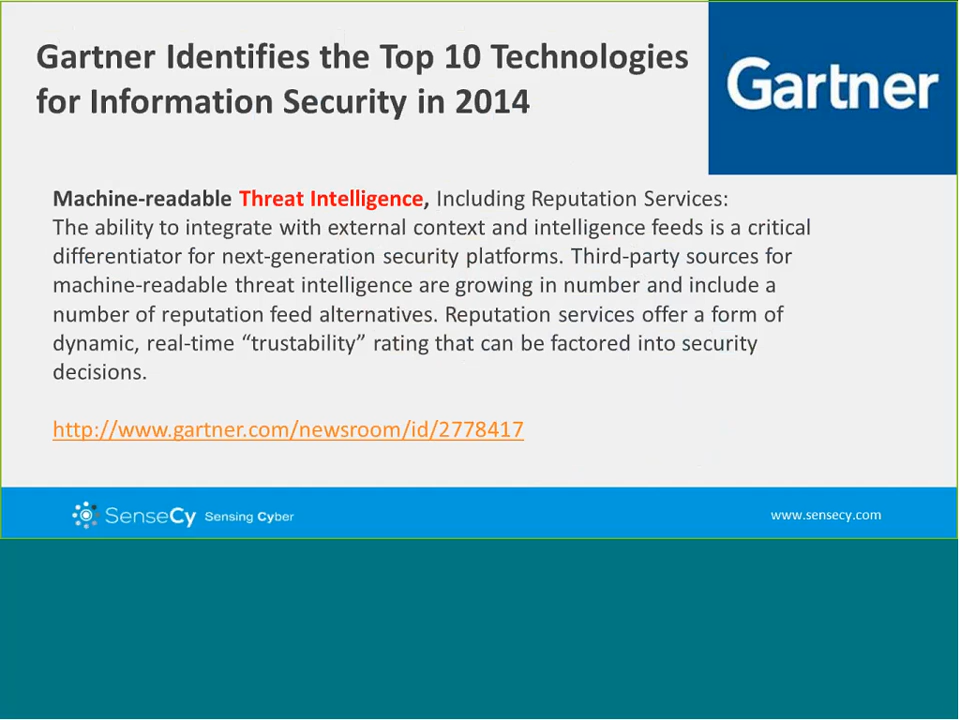 Gartner Identifies the Top 10 Technologies
for Information Security in 2014
Gartner
Machine-readable Threat Intelligence, Including Reputation Services:
The ability to integrate with external context and intelligence feeds is a critical
differentiator for next-generation security platforms. Third-party sources for
machine-readable threat intelligence are growing in number and include a
number of reputation feed alternatives. Reputation services offer a form of
dynamic, real-time “trustability” rating that can be factored into security
decisions.
http://www.gartner.com/newsroom/id/2778417
SenseCy Sensing Cyber
www.sensecy.com